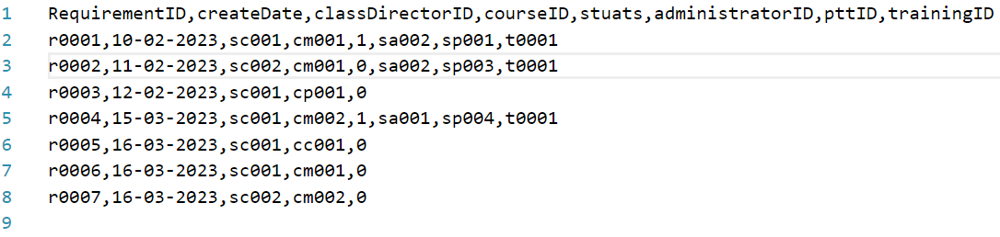 1 RequirementID,createDate,classDirectorID,courseID,stuats,administratorID,pttID,trainingID
2 r0001,10-02-2023,sc001,cm001,1,sa002,sp001,t0001
3 r0002,11-02-2023,sc002,cm001,0,sa002,sp003,t0001
4 r0003,12-02-2023,sc001,cp001,0
5 r0004,15-03-2023,sc001,cm002,1,sa001,sp004,t0001
6 r0005,16-03-2023,sc001,cc001,0
7 r0006,16-03-2023,sc001,cm001,0
8 r0007,16-03-2023,sc002,cm002,0
9